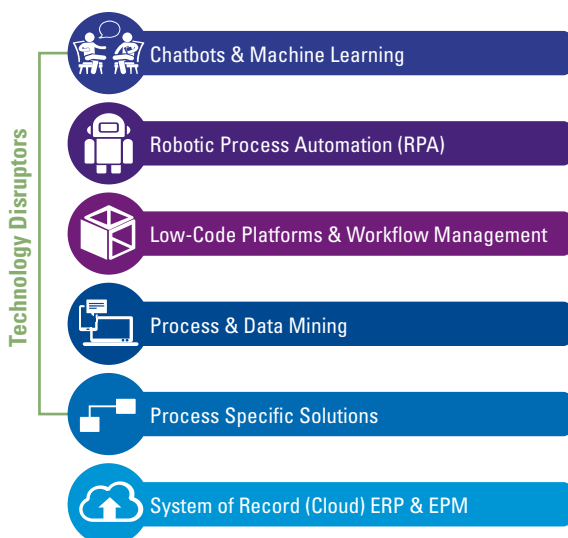 Technology Disruptors
Chatbots & Machine Learning
Robotic Process Automation (RPA)
Low-Code Platforms & Workflow Management
Process & Data Mining
Process Specific Solutions
System of Record (Cloud) ERP & EPM